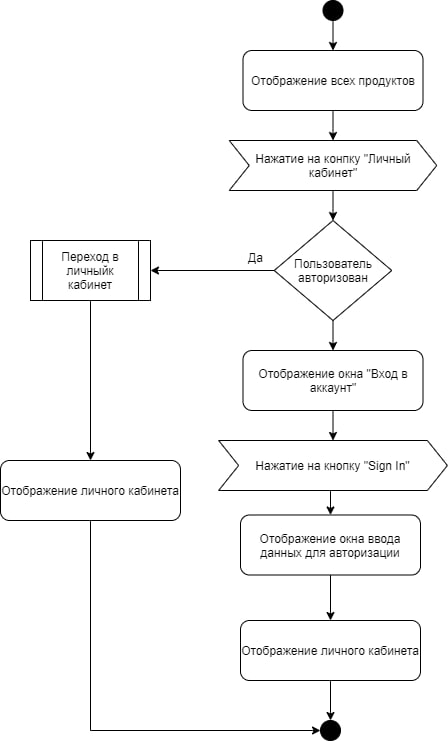 Отображение всех продуктов
Нажатие на конпку "Личный
кабинет"
Да
Пользователь
авторизован
Переход в
личныйк
кабинет
Отображение окна "Вход в
аккаунт"
Нажатие на кнопку "Sign In"
Отображение личного кабинета
Отображение окна ввода
данных для авторизации
Отображение личного кабинета